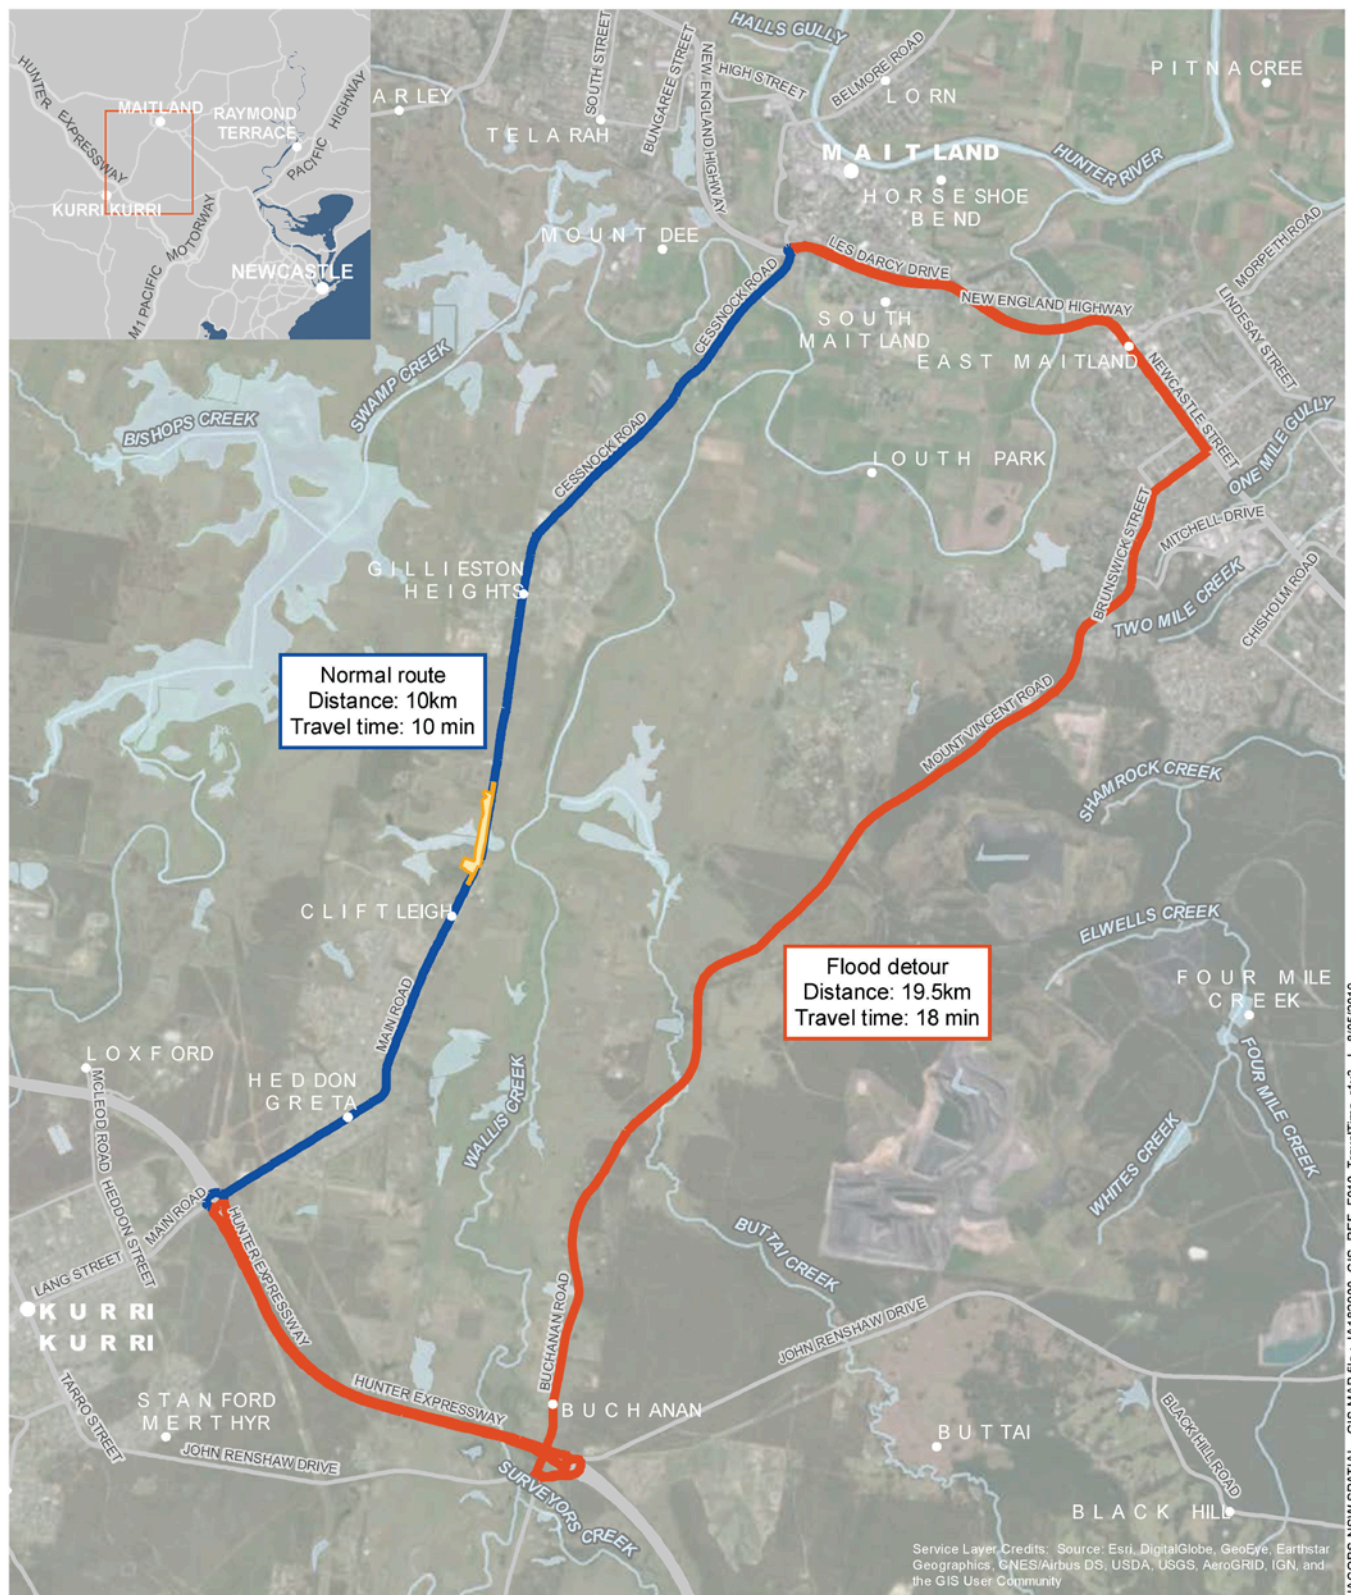 HUNTER
EXPRESSWAY
MAITLAND
RAYMOND
TERRACE
PACIFIC
HIGHWAY
KURRI KURRI
M1 PACIFIC
MOTORWAY
NEWCASTLE
HALLS GULLY
SOUTH STREET
BUNGAREE STREET
NEW ENGLAND HIGHWAY
HIGH STREET
BELMORE ROAD
PITNACREE
ARLEY
LORN
TELARAH
MAITLAND
HUNTER RIVER
HORSESHOE
BEND
MOUNT DEE
MORPETH ROAD
LES DARCY DRIVE
CESSNOCK ROAD
NEW ENGLAND HIGHWAY
LINDESAY STREET
SOUTH
MAITLAND
EAST MAITLAND
NEWCASTLE STREET
SWAMP CREEK
BISHOPS CREEK
ONE MILE GULLY
CESSNOCK ROAD
LOUTH PARK
MITCHELL DRIVE
BRUNSWICK STREET
GILLIESTON
HEIGHTS
TWO MILE CREEK
CHISHOLM ROAD
Normal route
Distance: 10km
Travel time: 10 min
MOUNT VINCENT ROAD
SHAMROCK CREEK
CLIFTLEIGH
ELWELLS CREEK
Flood detour
Distance: 19.5km
Travel time: 18 min
FOUR MILE
CREEK
MAIN ROAD
LOXFORD
HEDDON
GRETA
MCLEOD ROAD
HEDDON STREET
WALLIS CREEK
FOUR MILE CREEK
WHITES CREEK
MAIN ROAD
HUNTER EXPRESSWAY
BUTTAI CREEK
LANG STREET
KURRI
KURRI
BUCHANAN ROAD
JOHN RENSHAW DRIVE
TARRO STREET
STANFORD
MERTHYR
HUNTER EXPRESSWAY
BUCHANAN
BLACK HILL ROAD
BUTTAI
JOHN RENSHAW DRIVE
SURVEYORS CREEK
BLACK HILL
Service Layer Credits: Source: Esri, DigitalGlobe, GeoEye, Earthstar
Geographics, CNES/Airbus DS, USDA, USGS, AeroGRID, IGN, and
the GIS User Community